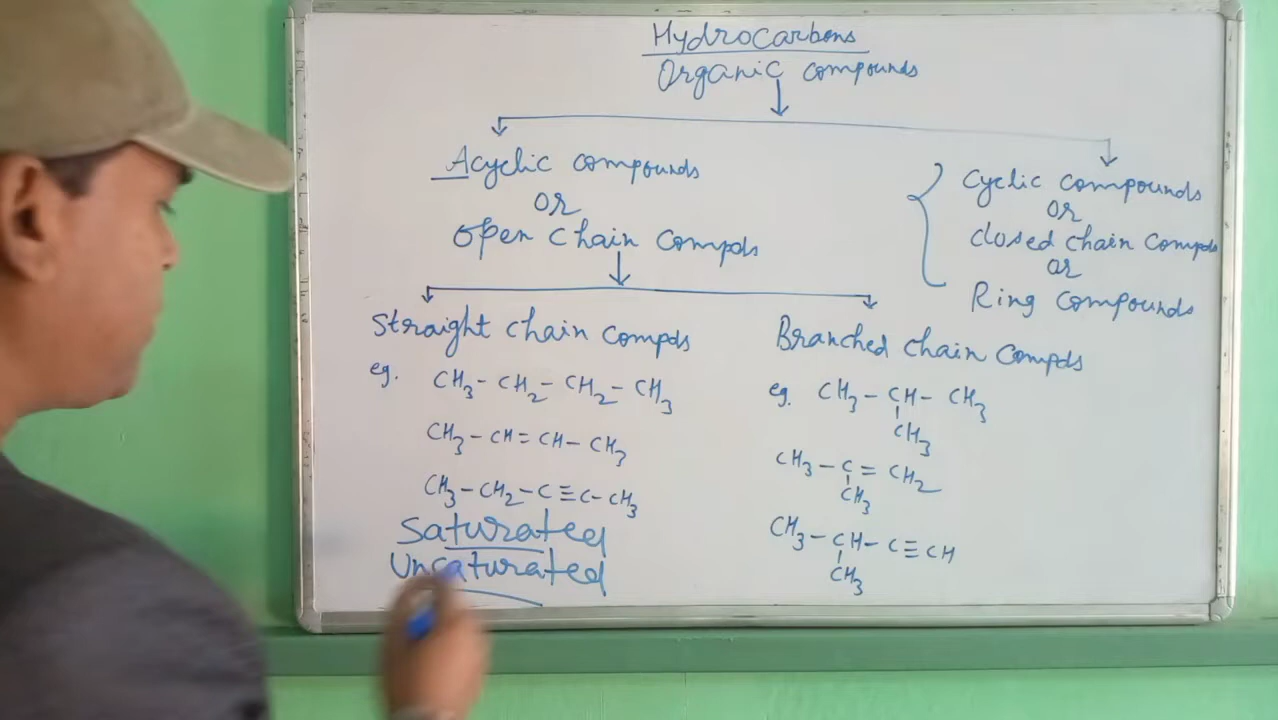 Hydrocarbons
Organic compounds
Acyclic compounds
or
open chain compds
Cyclic compounds
or
closed chain compds
or
Ring compounds
Straight chain compds
eg. CH3- CH2- CH2- CH3
CH3- CH=CH- CH3
CH3-CH2-C≡C-CH3
Saturated
Unsaturated
Branched chain compds
eg. CH3- CH- CH3
CH3
CH3-C=CH2
CH3
CH3-CH-C≡CH
CH3